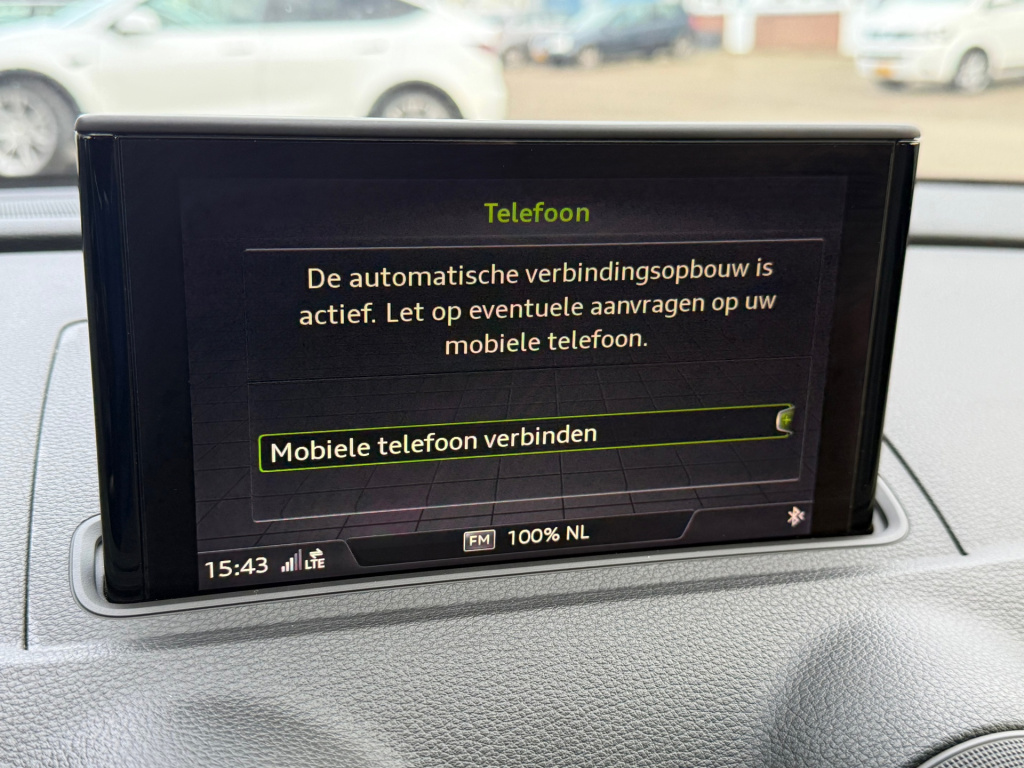 Telefoon
De automatische verbindingsopbouw is
actief. Let op eventuele aanvragen op uw
mobiele telefoon.
Mobiele telefoon verbinden
15:43 LTE FM 100% NL